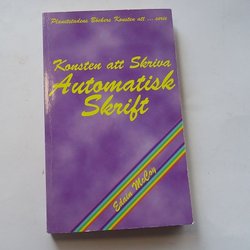 Planetstadens Böckers Konsten att ... serie
Konsten att Skriva
Automatisk
Skrift
Edain McCoy